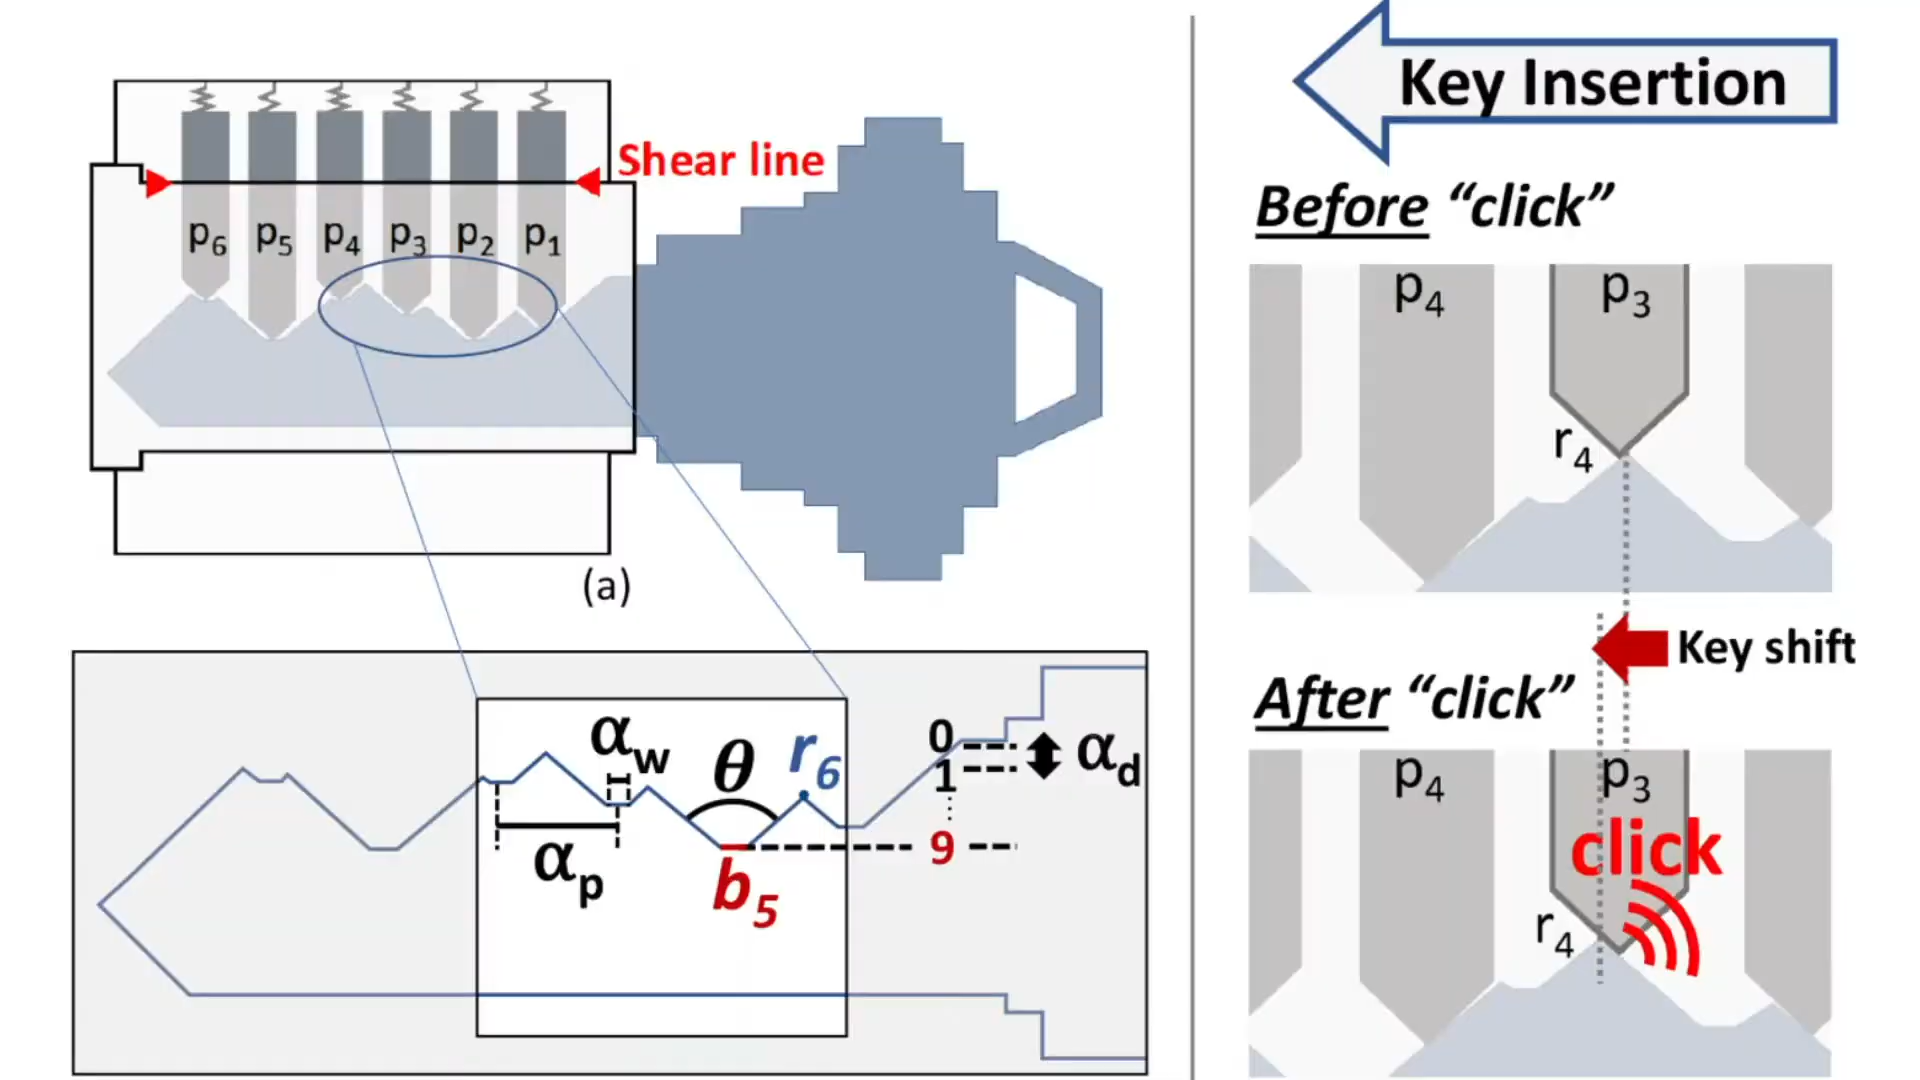 Shear line
p6 p5 p4 p3 p2 p1
(a)
αw
θ
r6
αp
b5
0
1
9
αd
Key Insertion
Before “click”
p4 p3
r4
Key shift
After “click”
p4 p3
click
r4